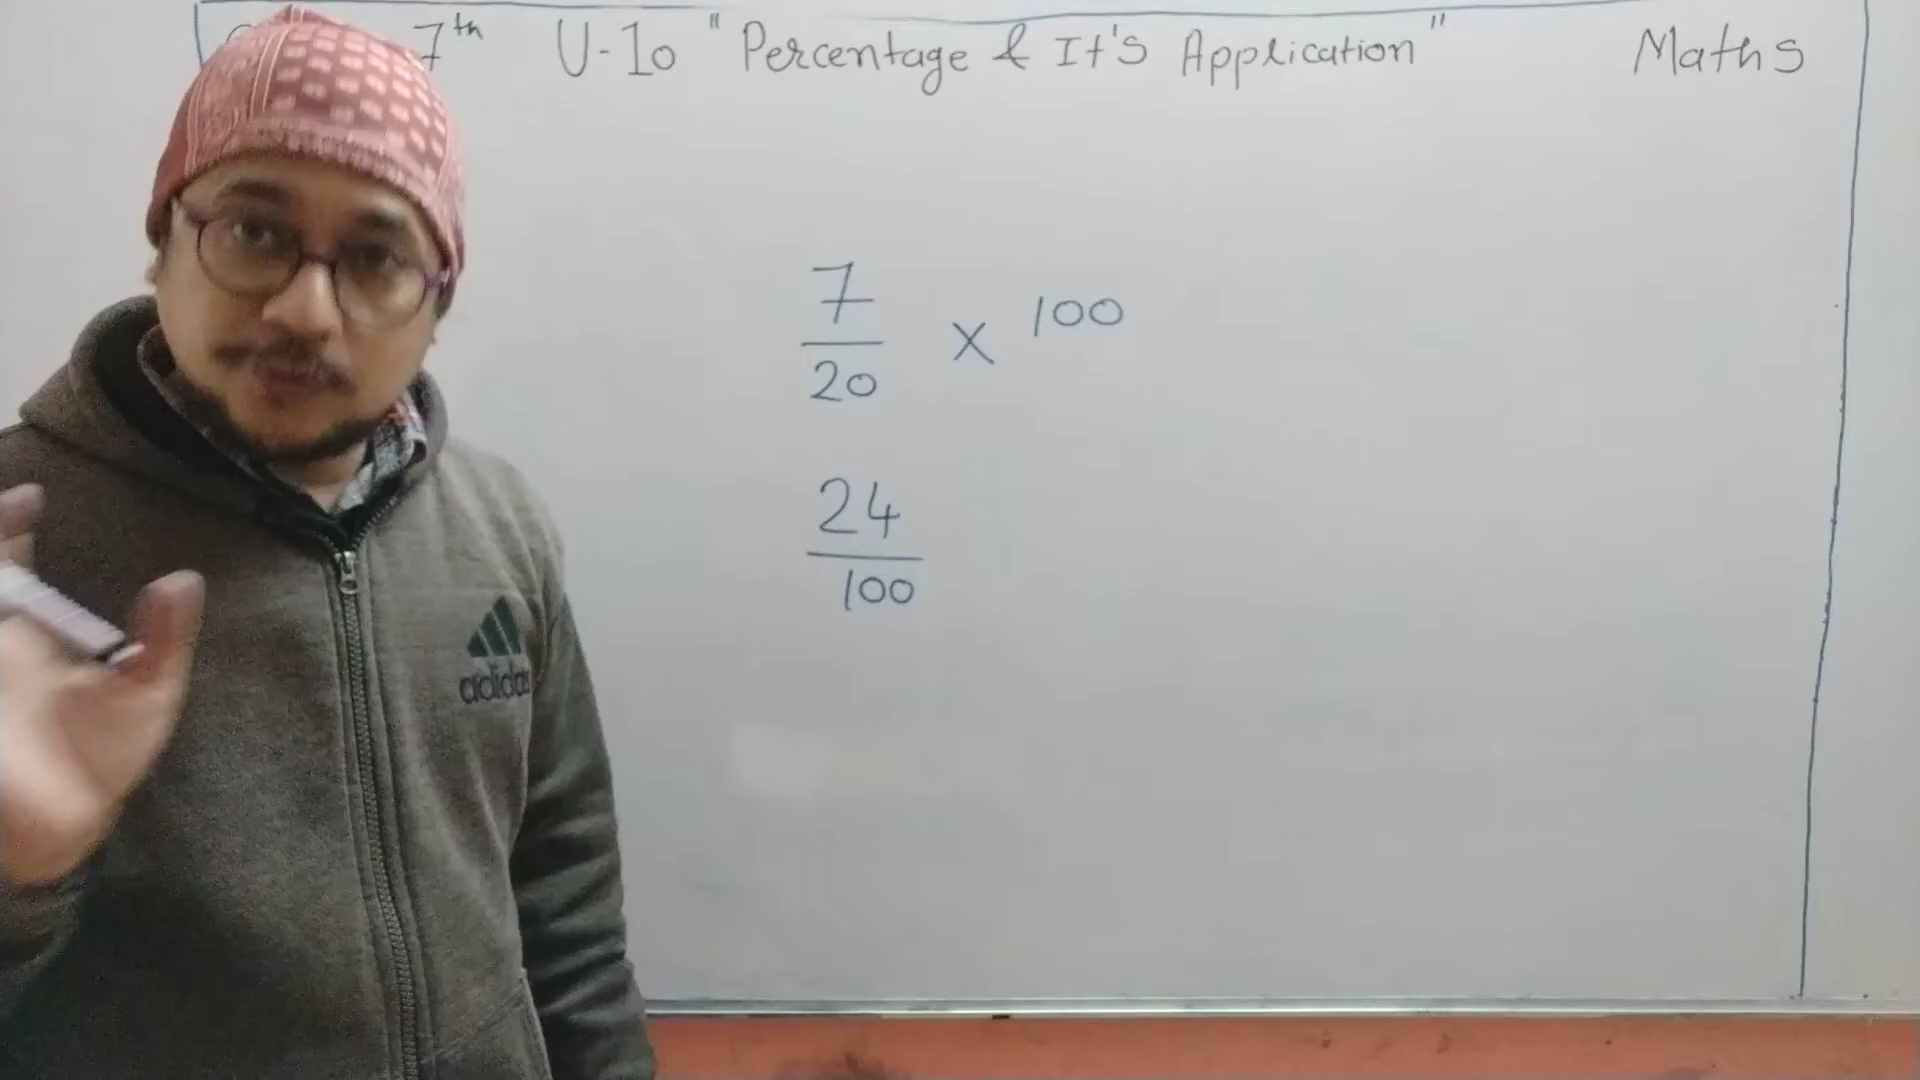 7th U-10 "Percentage & It's Application" Maths
7
20
× 100
24
100
adidas